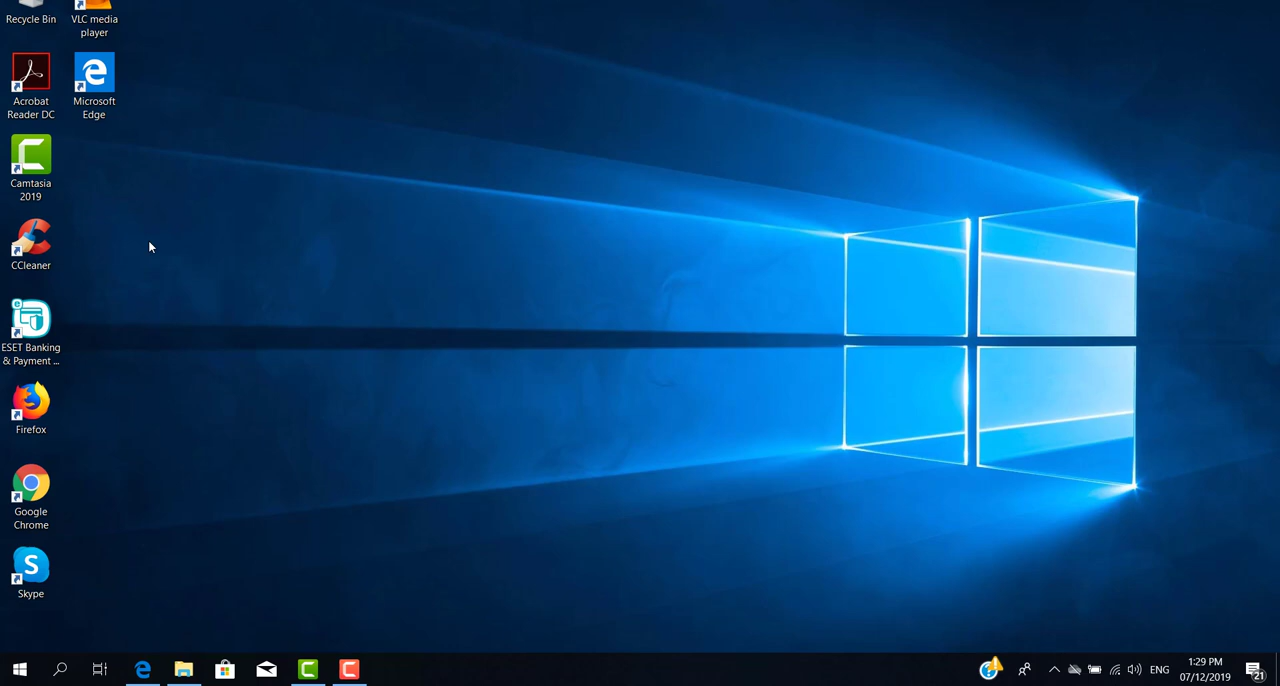 Recycle Bin
VLC media
player
Acrobat
Reader DC
Microsoft
Edge
Camtasia
2019
CCleaner
ESET Banking
& Payment ...
Firefox
Google
Chrome
Skype
ENG
1:29 PM
07/12/2019
21